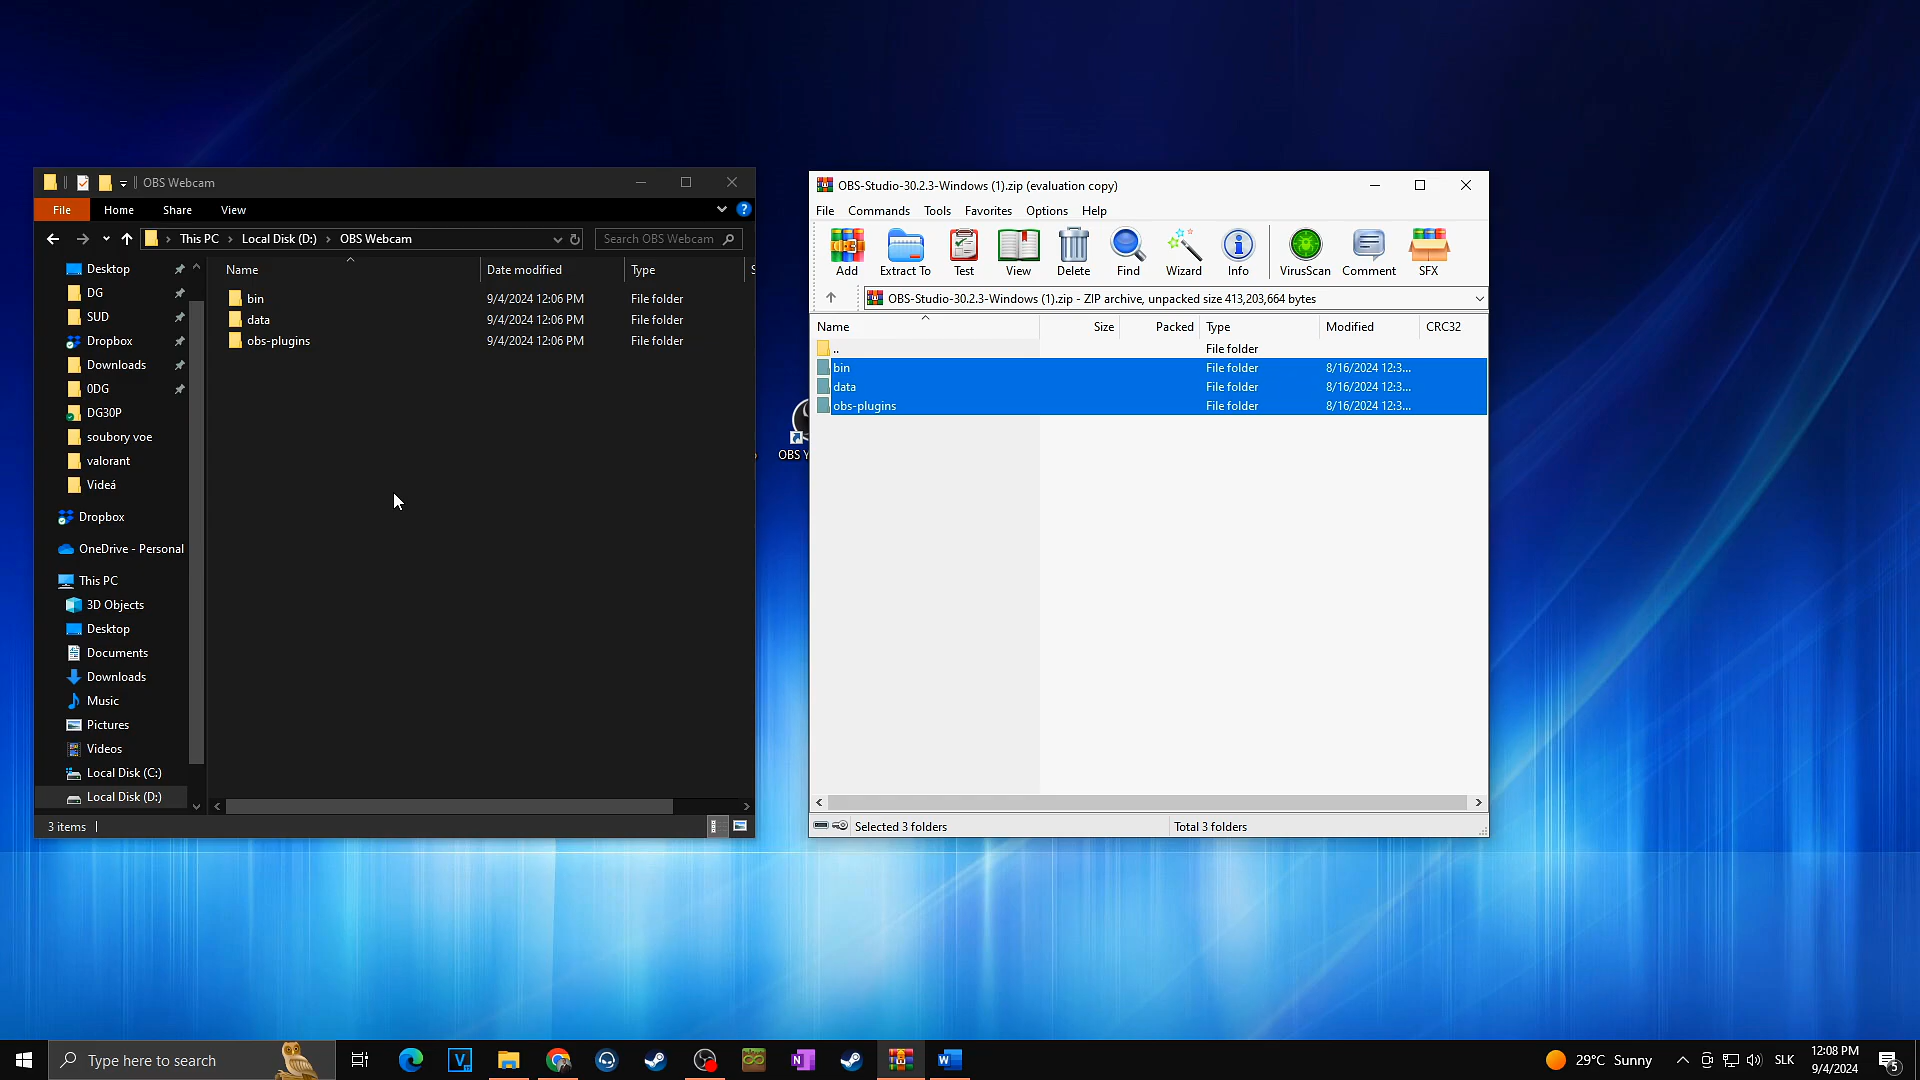 OBS Webcam
File Home Share View
This PC Local Disk (D:) OBS Webcam
Search OBS Webcam
Name Date modified Type S
bin 9/4/2024 12:06 PM File folder
data 9/4/2024 12:06 PM File folder
obs-plugins 9/4/2024 12:06 PM File folder
Desktop
DG
SUD
Dropbox
Downloads
0DG
DG30P
soubory voe
valorant
Videá
Dropbox
OneDrive - Personal
This PC
3D Objects
Desktop
Documents
Downloads
Music
Pictures
Videos
Local Disk (C:)
Local Disk (D:)
3 items
OBS Y
OBS-Studio-30.2.3-Windows (1).zip (evaluation copy)
File Commands Tools Favorites Options Help
Add Extract To Test View Delete Find Wizard Info VirusScan Comment SFX
OBS-Studio-30.2.3-Windows (1).zip - ZIP archive, unpacked size 413,203,664 bytes
Name Size Packed Type Modified CRC32
.. File folder
bin File folder 8/16/2024 12:3...
data File folder 8/16/2024 12:3...
obs-plugins File folder 8/16/2024 12:3...
Selected 3 folders Total 3 folders
Type here to search
29°C Sunny
SLK
12:08 PM
9/4/2024
5